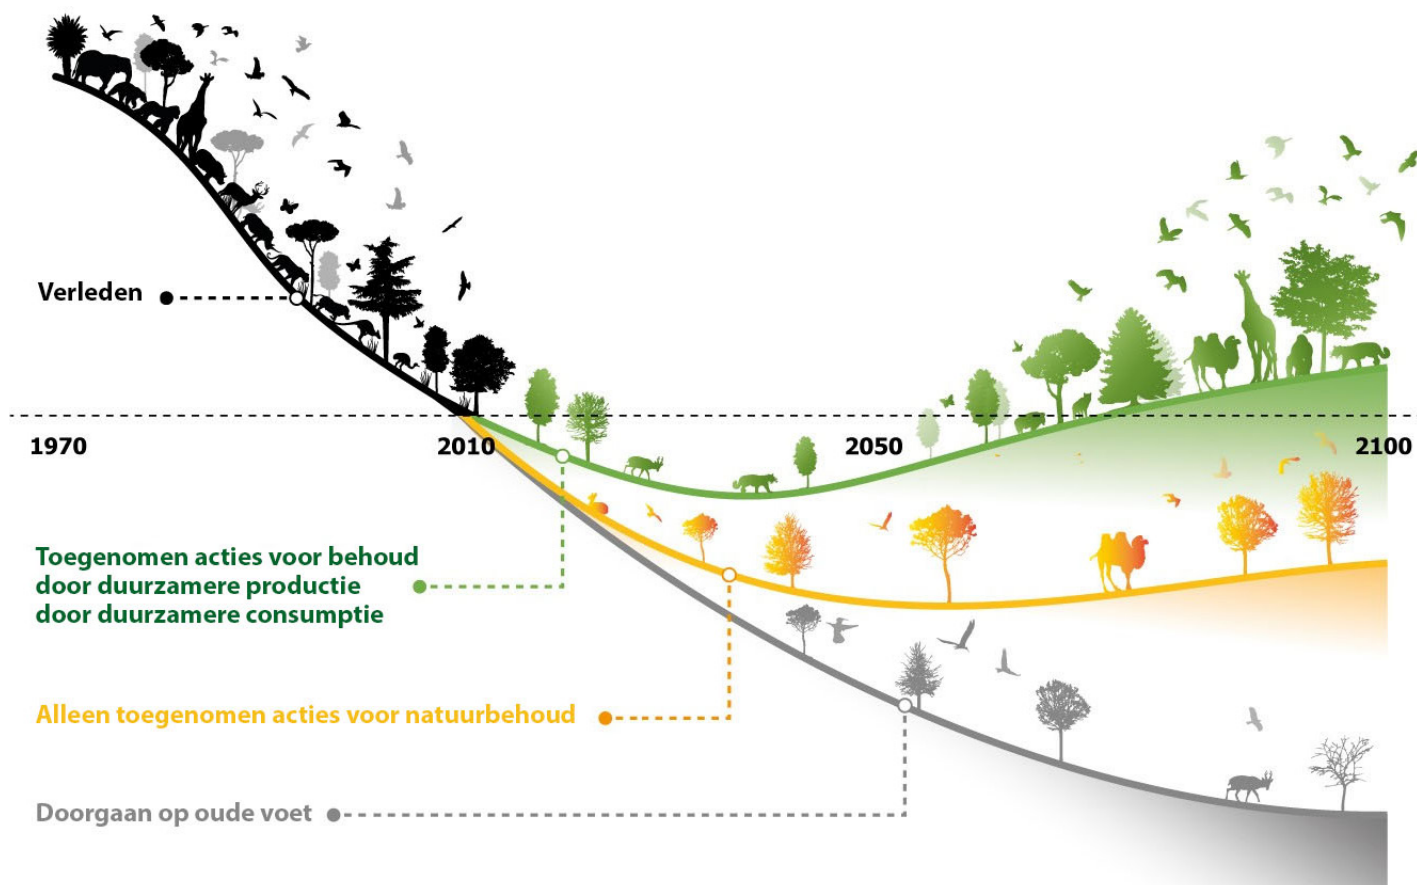 Verleden
1970 2010 2050 2100
Toegenomen acties voor behoud
door duurzamere productie
door duurzamere consumptie
Alleen toegenomen acties voor natuurbehoud
Doorgaan op oude voet